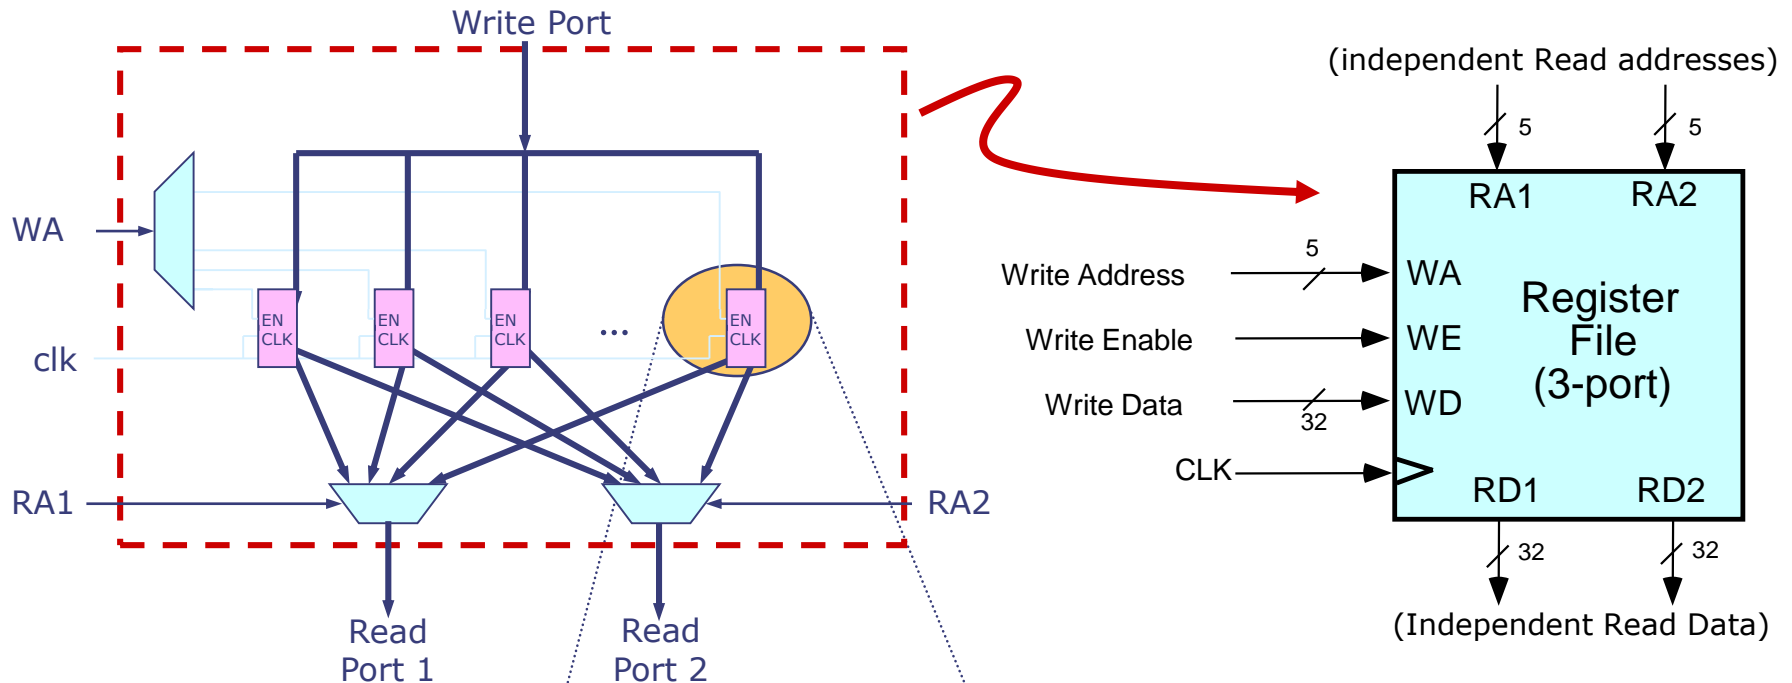 Write Port
WA
EN
CLK
EN
CLK
EN
CLK
...
EN
CLK
clk
RA1
RA2
Read
Port 1
Read
Port 2
(independent Read addresses)
5
5
RA1
RA2
Write Address
5
WA
Write Enable
WE
Write Data
32
WD
CLK
Register
File
(3-port)
RD1
RD2
32
32
(Independent Read Data)